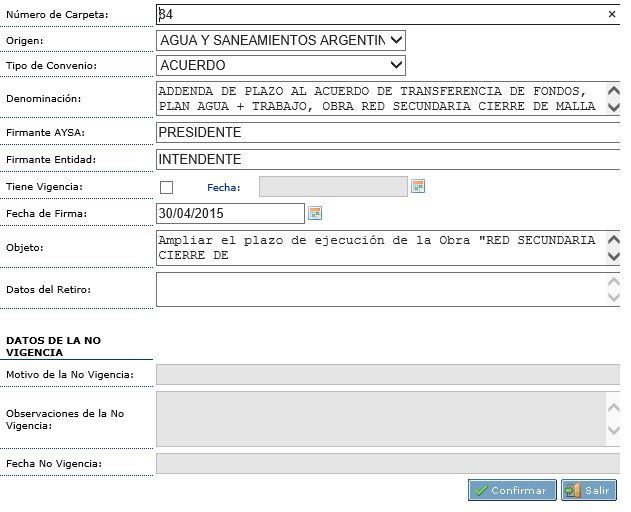 Número de Carpeta: 84
Origen: AGUA Y SANEAMIENTOS ARGENTIN
Tipo de Convenio: ACUERDO
Denominación: ADDENDA DE PLAZO AL ACUERDO DE TRANSFERENCIA DE FONDOS,
PLAN AGUA + TRABAJO, OBRA RED SECUNDARIA CIERRE DE MALLA
Firmante AYSA: PRESIDENTE
Firmante Entidad: INTENDENTE
Tiene Vigencia: Fecha:
Fecha de Firma: 30/04/2015
Objeto: Ampliar el plazo de ejecución de la Obra "RED SECUNDARIA
CIERRE DE
Datos del Retiro:
DATOS DE LA NO
VIGENCIA
Motivo de la No Vigencia:
Observaciones de la No
Vigencia:
Fecha No Vigencia:
Confirmar Salir